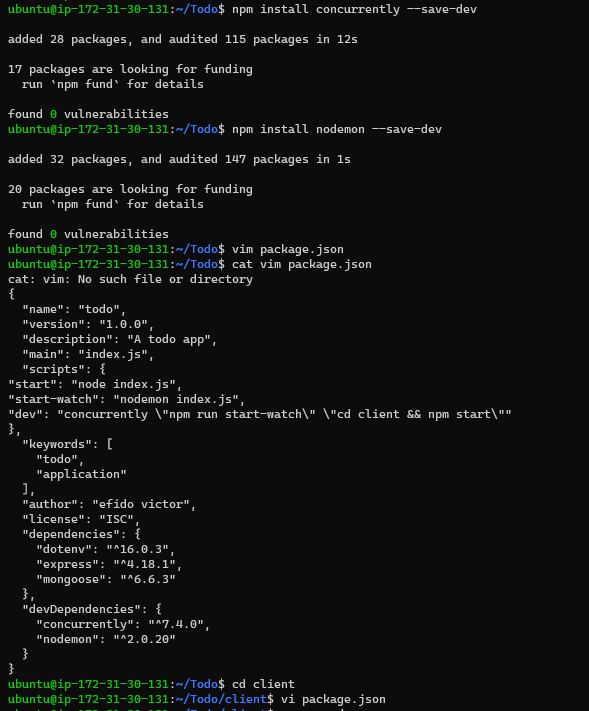 ubuntu@ip-172-31-30-131:~/Todo$ npm install concurrently --save-dev
added 28 packages, and audited 115 packages in 12s
17 packages are looking for funding
  run `npm fund` for details
found 0 vulnerabilities
ubuntu@ip-172-31-30-131:~/Todo$ npm install nodemon --save-dev
added 32 packages, and audited 147 packages in 1s
20 packages are looking for funding
  run `npm fund` for details
found 0 vulnerabilities
ubuntu@ip-172-31-30-131:~/Todo$ vim package.json
ubuntu@ip-172-31-30-131:~/Todo$ cat vim package.json
cat: vim: No such file or directory
{
  "name": "todo",
  "version": "1.0.0",
  "description": "A todo app",
  "main": "index.js",
  "scripts": {
"start": "node index.js",
"start-watch": "nodemon index.js",
"dev": "concurrently \"npm run start-watch\" \"cd client && npm start\""
},
  "keywords": [
    "todo",
    "application"
  ],
  "author": "efido victor",
  "license": "ISC",
  "dependencies": {
    "dotenv": "^16.0.3",
    "express": "^4.18.1",
    "mongoose": "^6.6.3"
  },
  "devDependencies": {
    "concurrently": "^7.4.0",
    "nodemon": "^2.0.20"
  }
}
ubuntu@ip-172-31-30-131:~/Todo$ cd client
ubuntu@ip-172-31-30-131:~/Todo/client$ vi package.json